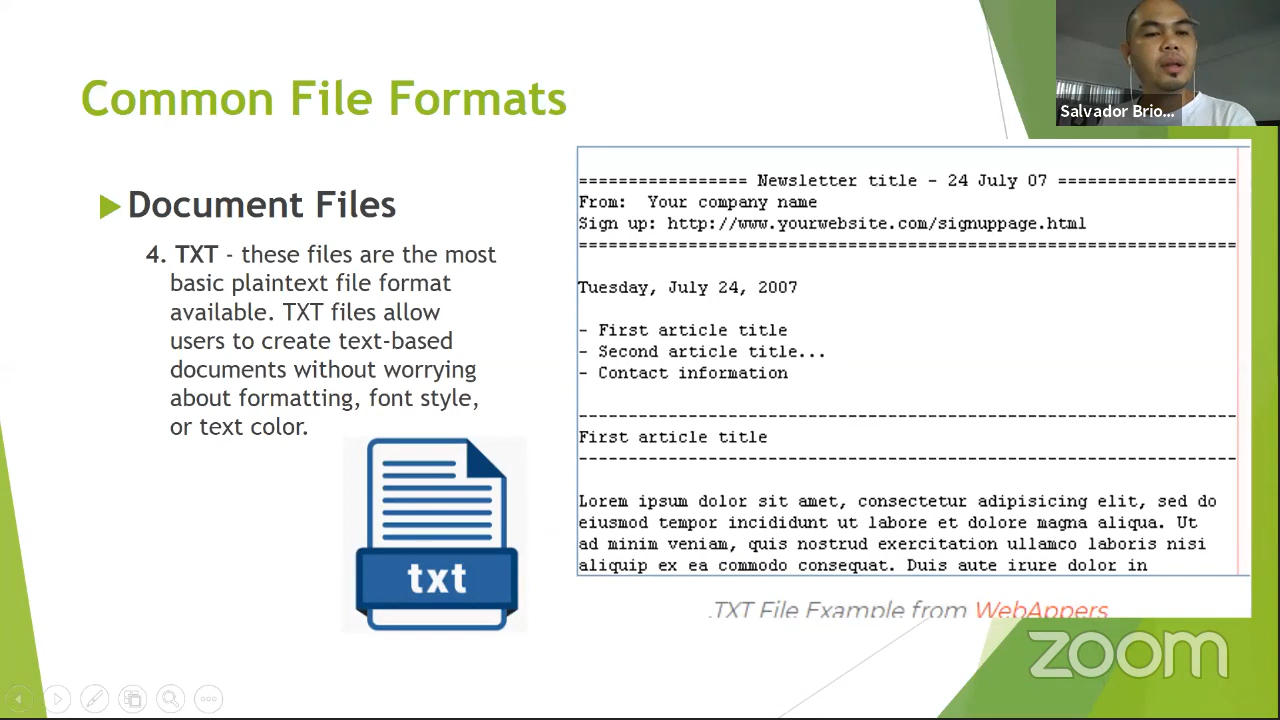 Common File Formats
Salvador Brio...
Document Files
4. TXT - these files are the most
basic plaintext file format
available. TXT files allow
users to create text-based
documents without worrying
about formatting, font style,
or text color.
txt
================= Newsletter title - 24 July 07 ==================
From:  Your company name
Sign up: http://www.yourwebsite.com/signuppage.html
==================================================================
Tuesday, July 24, 2007
- First article title
- Second article title...
- Contact information
------------------------------------------------------------------
First article title
------------------------------------------------------------------
Lorem ipsum dolor sit amet, consectetur adipisicing elit, sed do
eiusmod tempor incididunt ut labore et dolore magna aliqua. Ut
ad minim veniam, quis nostrud exercitation ullamco laboris nisi
aliquip ex ea commodo consequat. Duis aute irure dolor in
.TXT File Example from WebAppers
zoom